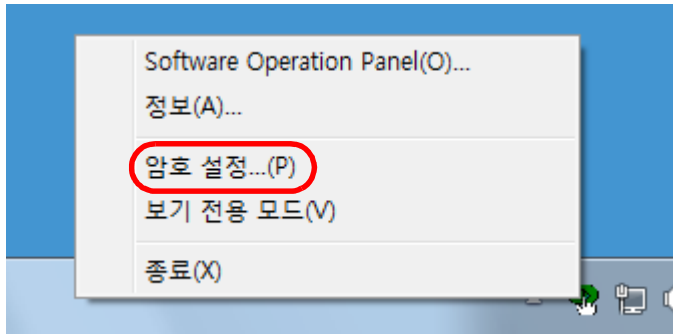 Software Operation Panel(O)...
정보(A)...
암호 설정...(P)
보기 전용 모드(V)
종료(X)